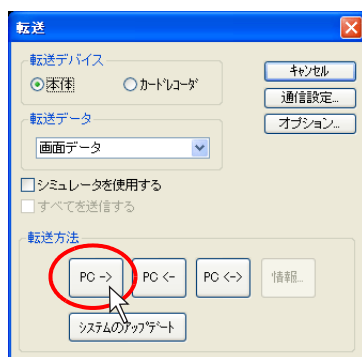 転送
転送デバイス
本体 カードレコーダ
キャンセル
通信設定...
オプション...
転送データ
画面データ
シミュレータを使用する
すべてを送信する
転送方法
PC -> PC <- PC <-> 情報...
システムのアップデート